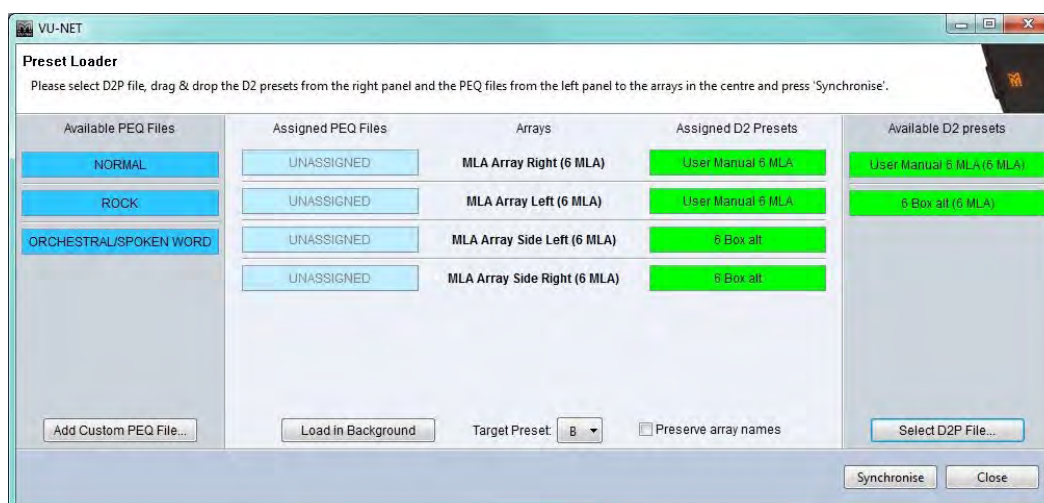 VU-NET
Preset Loader
Please select D2P file, drag & drop the D2 presets from the right panel and the PEQ files from the left panel to the arrays in the centre and press 'Synchronise'.
Available PEQ Files
Assigned PEQ Files
Arrays
Assigned D2 Presets
Available D2 presets
NORMAL
UNASSIGNED
MLA Array Right (6 MLA)
User Manual 6 MLA
User Manual 6 MLA (6 MLA)
ROCK
UNASSIGNED
MLA Array Left (6 MLA)
User Manual 6 MLA
6 Box alt (6 MLA)
ORCHESTRAL/SPOKEN WORD
UNASSIGNED
MLA Array Side Left (6 MLA)
6 Box alt
UNASSIGNED
MLA Array Side Right (6 MLA)
6 Box alt
Add Custom PEQ File...
Load in Background
Target Preset: B
Preserve array names
Select D2P File...
Synchronise
Close